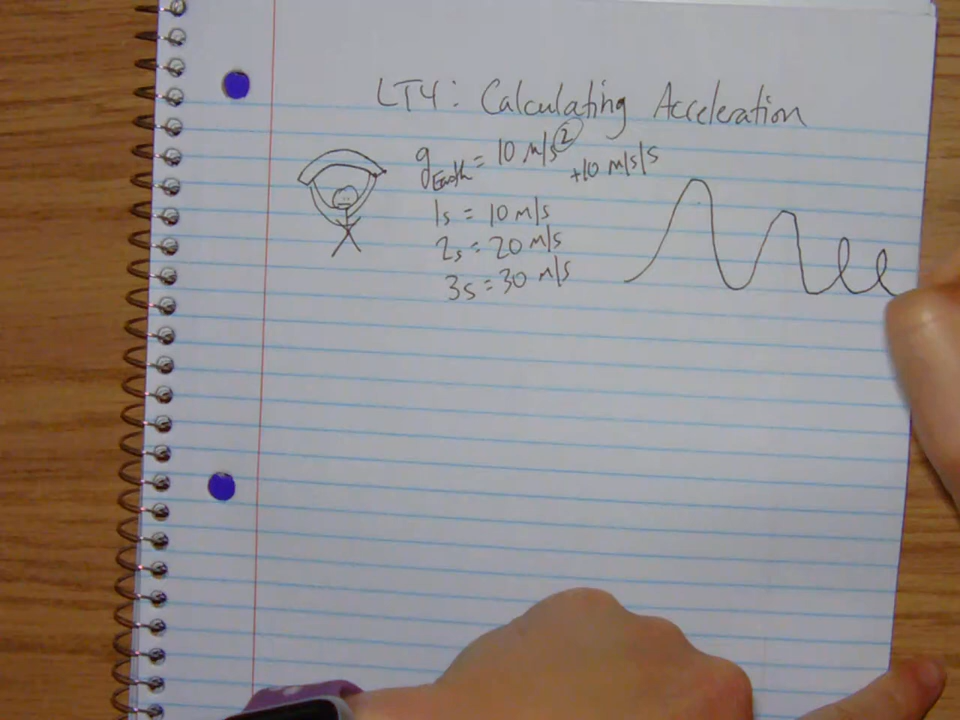 LT4: Calculating Acceleration
gEarth = 10 m/s²
+10 m/s/s
1s = 10 m/s
2s = 20 m/s
3s = 30 m/s